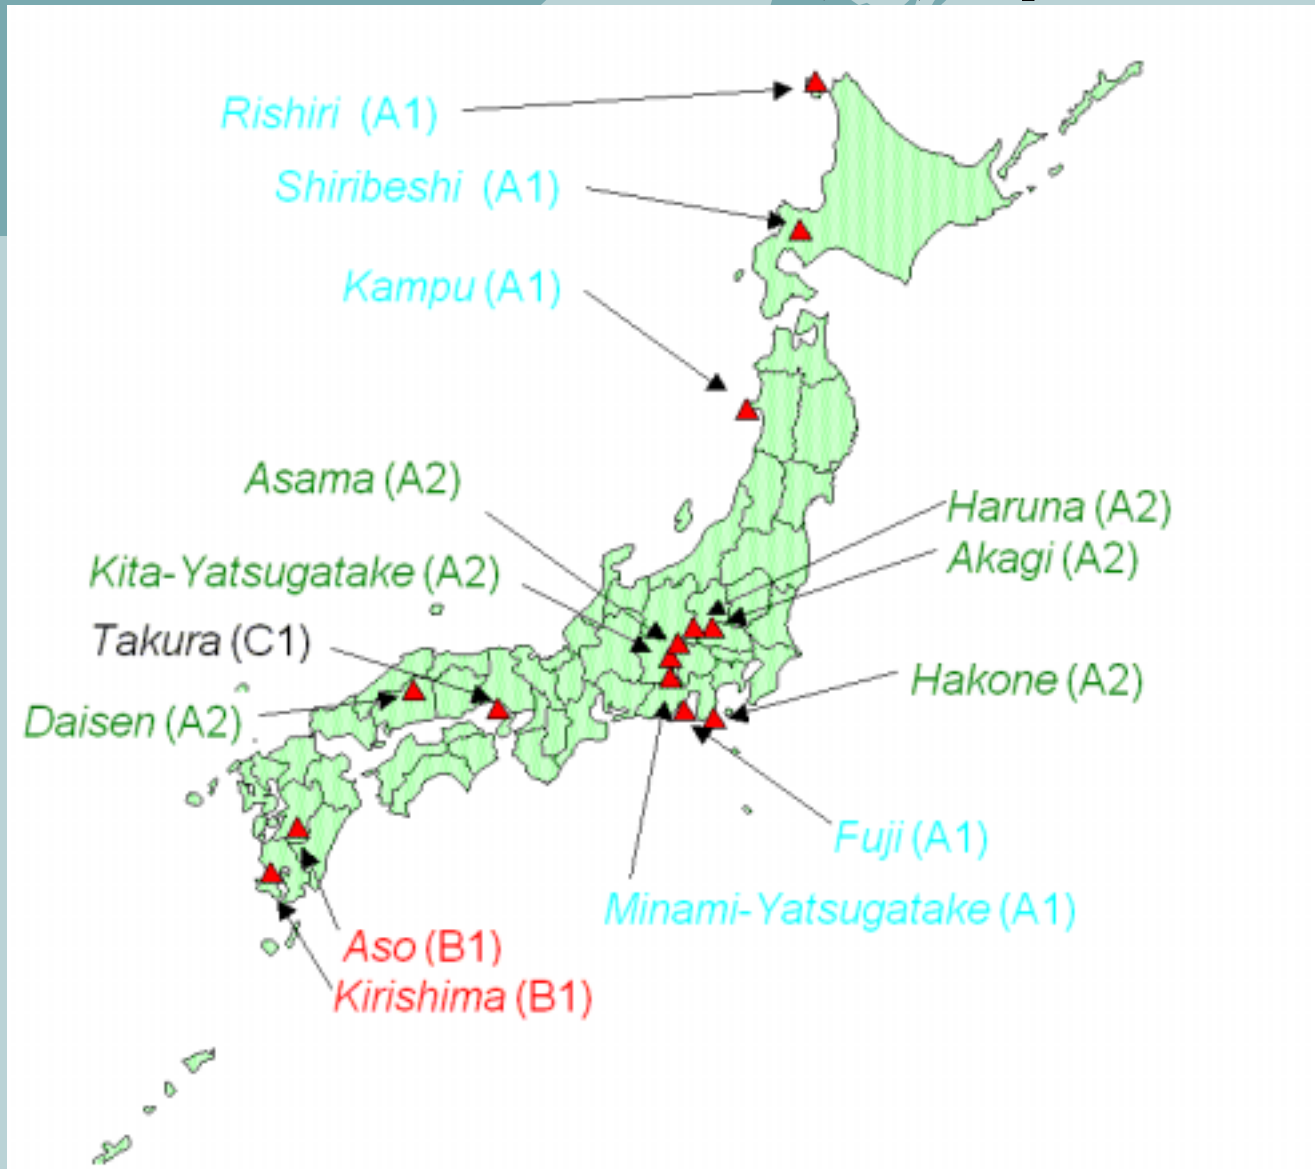 Rishiri (A1)
Shiribeshi (A1)
Kampu (A1)
Asama (A2)
Haruna (A2)
Akagi (A2)
Kita-Yatsugatake (A2)
Takura (C1)
Hakone (A2)
Daisen (A2)
Fuji (A1)
Minami-Yatsugatake (A1)
Aso (B1)
Kirishima (B1)